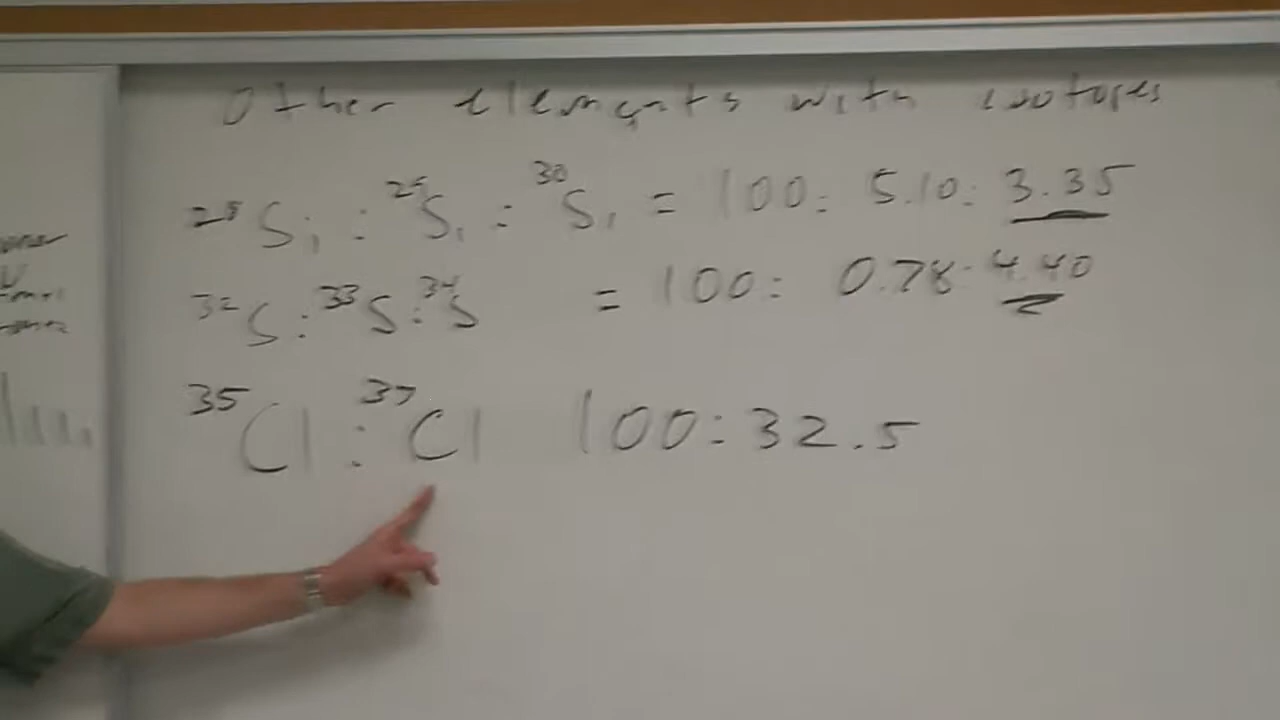 Other elements with isotopes
²⁸Si : ²⁹Si : ³⁰Si = 100: 5.10: 3.35
³²S : ³³S : ³⁴S = 100: 0.78: 4.40
³⁵Cl : ³⁷Cl 100:32.5